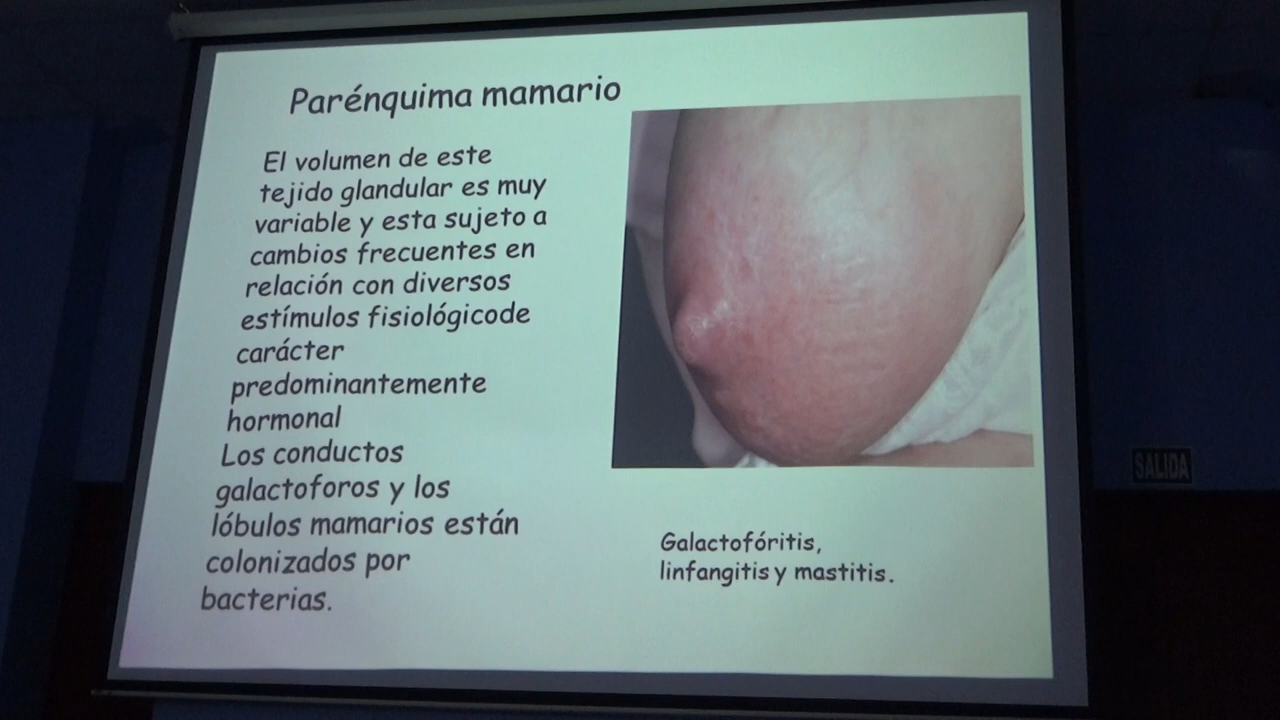 Parénquima mamario
El volumen de este
tejido glandular es muy
variable y esta sujeto a
cambios frecuentes en
relación con diversos
estímulos fisiológicode
carácter
predominantemente
hormonal
Los conductos
galactoforos y los
lóbulos mamarios están
colonizados por
bacterias.
Galactofóritis,
linfangitis y mastitis.
SALIDA